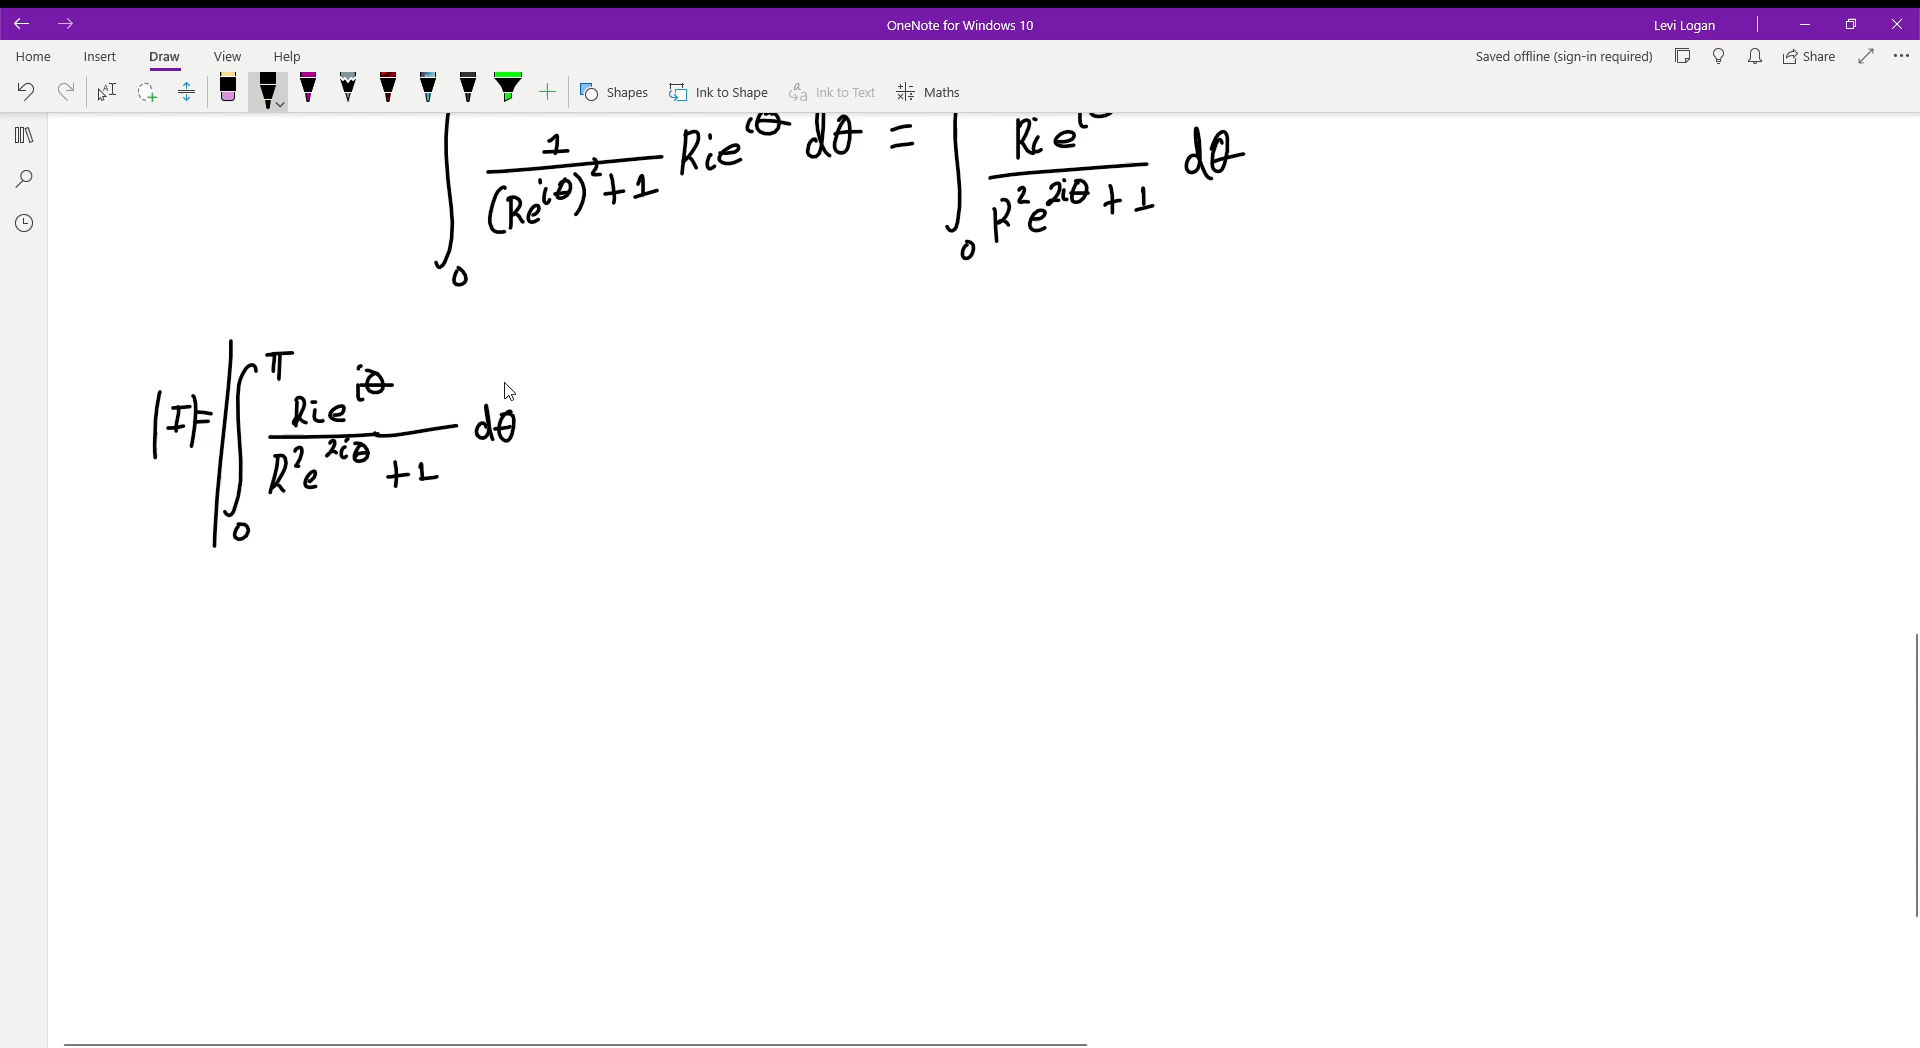 OneNote for Windows 10
Levi Logan
Home Insert Draw View Help
Saved offline (sign-in required)
Share
Shapes
Ink to Shape
Ink to Text
Maths
∫₀ 1/((Re^{iθ})² + 1) Rie^{iθ} dθ = ∫₀ Rie^{i}/(R²e^{2iθ} + 1) dθ
|I| = |∫₀^π Rie^{iθ}/(R²e^{2iθ} + 1) dθ